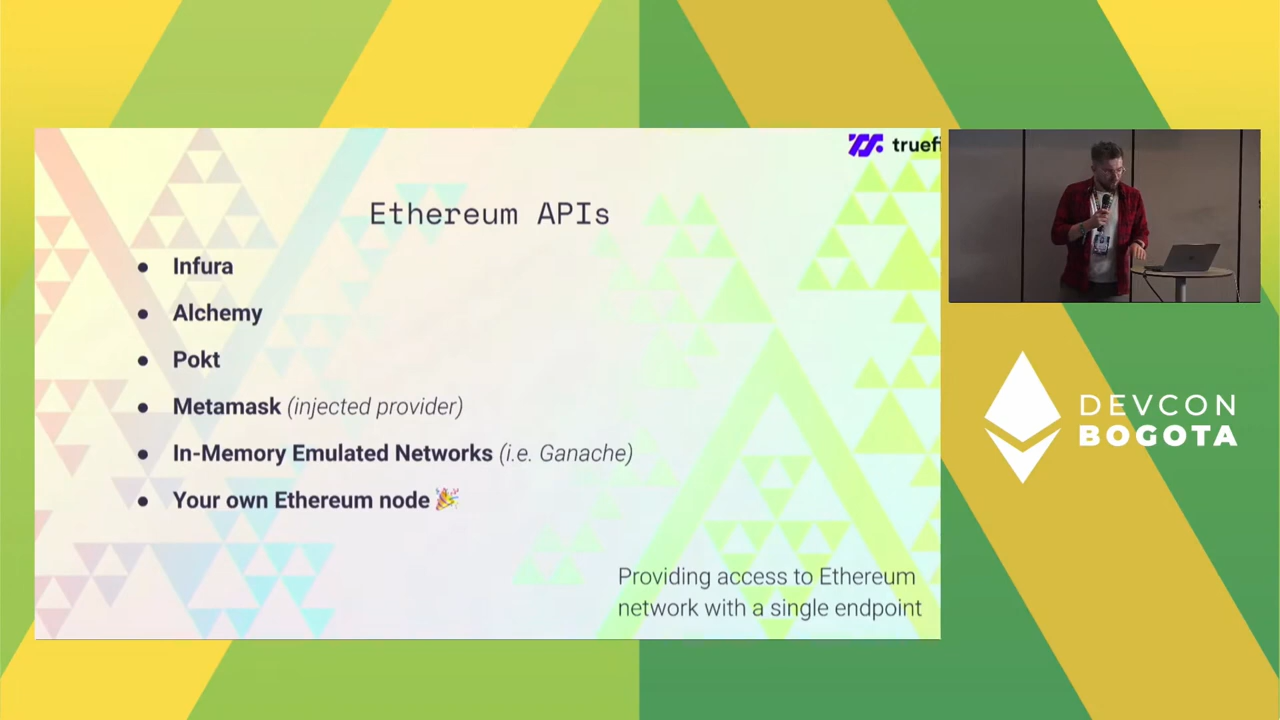 truefi
Ethereum APIs
● Infura
● Alchemy
● Pokt
● Metamask (injected provider)
● In-Memory Emulated Networks (i.e. Ganache)
● Your own Ethereum node 🎉
Providing access to Ethereum
network with a single endpoint
DEVCON
BOGOTA